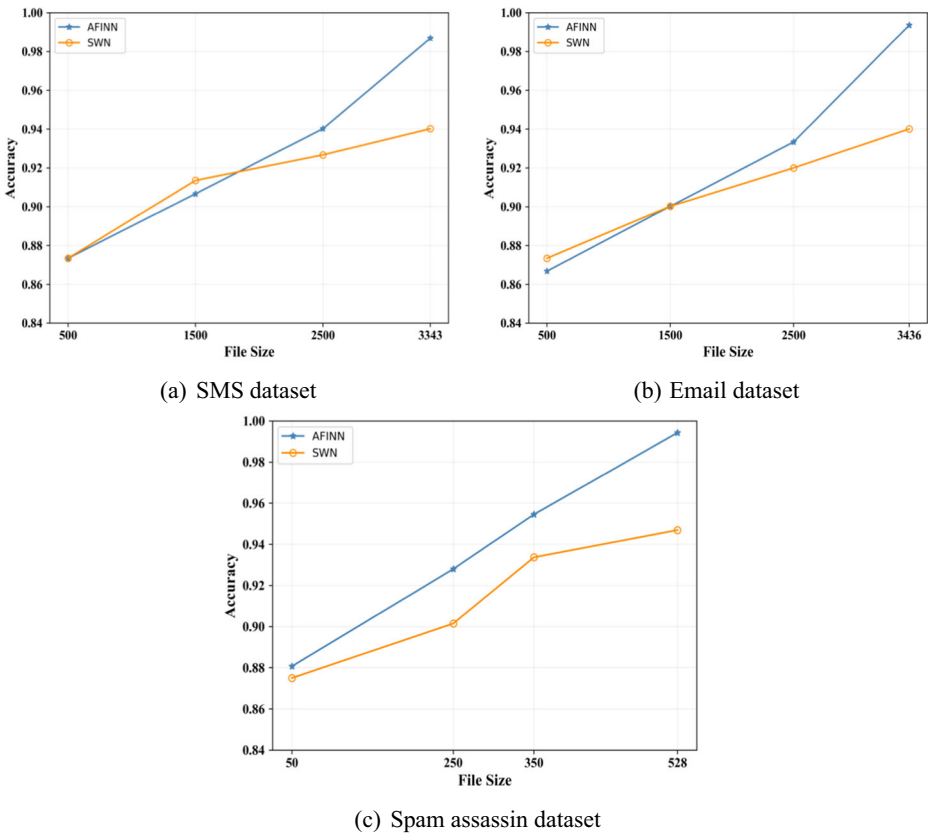 1.00
0.98
0.96
0.94
0.92
0.90
0.88
0.86
0.84
Accuracy
AFINN
SWN
500 1500 2500 3343
File Size
(a) SMS dataset
1.00
0.98
0.96
0.94
0.92
0.90
0.88
0.86
0.84
Accuracy
AFINN
SWN
500 1500 2500 3436
File Size
(b) Email dataset
1.00
0.98
0.96
0.94
0.92
0.90
0.88
0.86
0.84
Accuracy
AFINN
SWN
50 250 350 528
File Size
(c) Spam assassin dataset